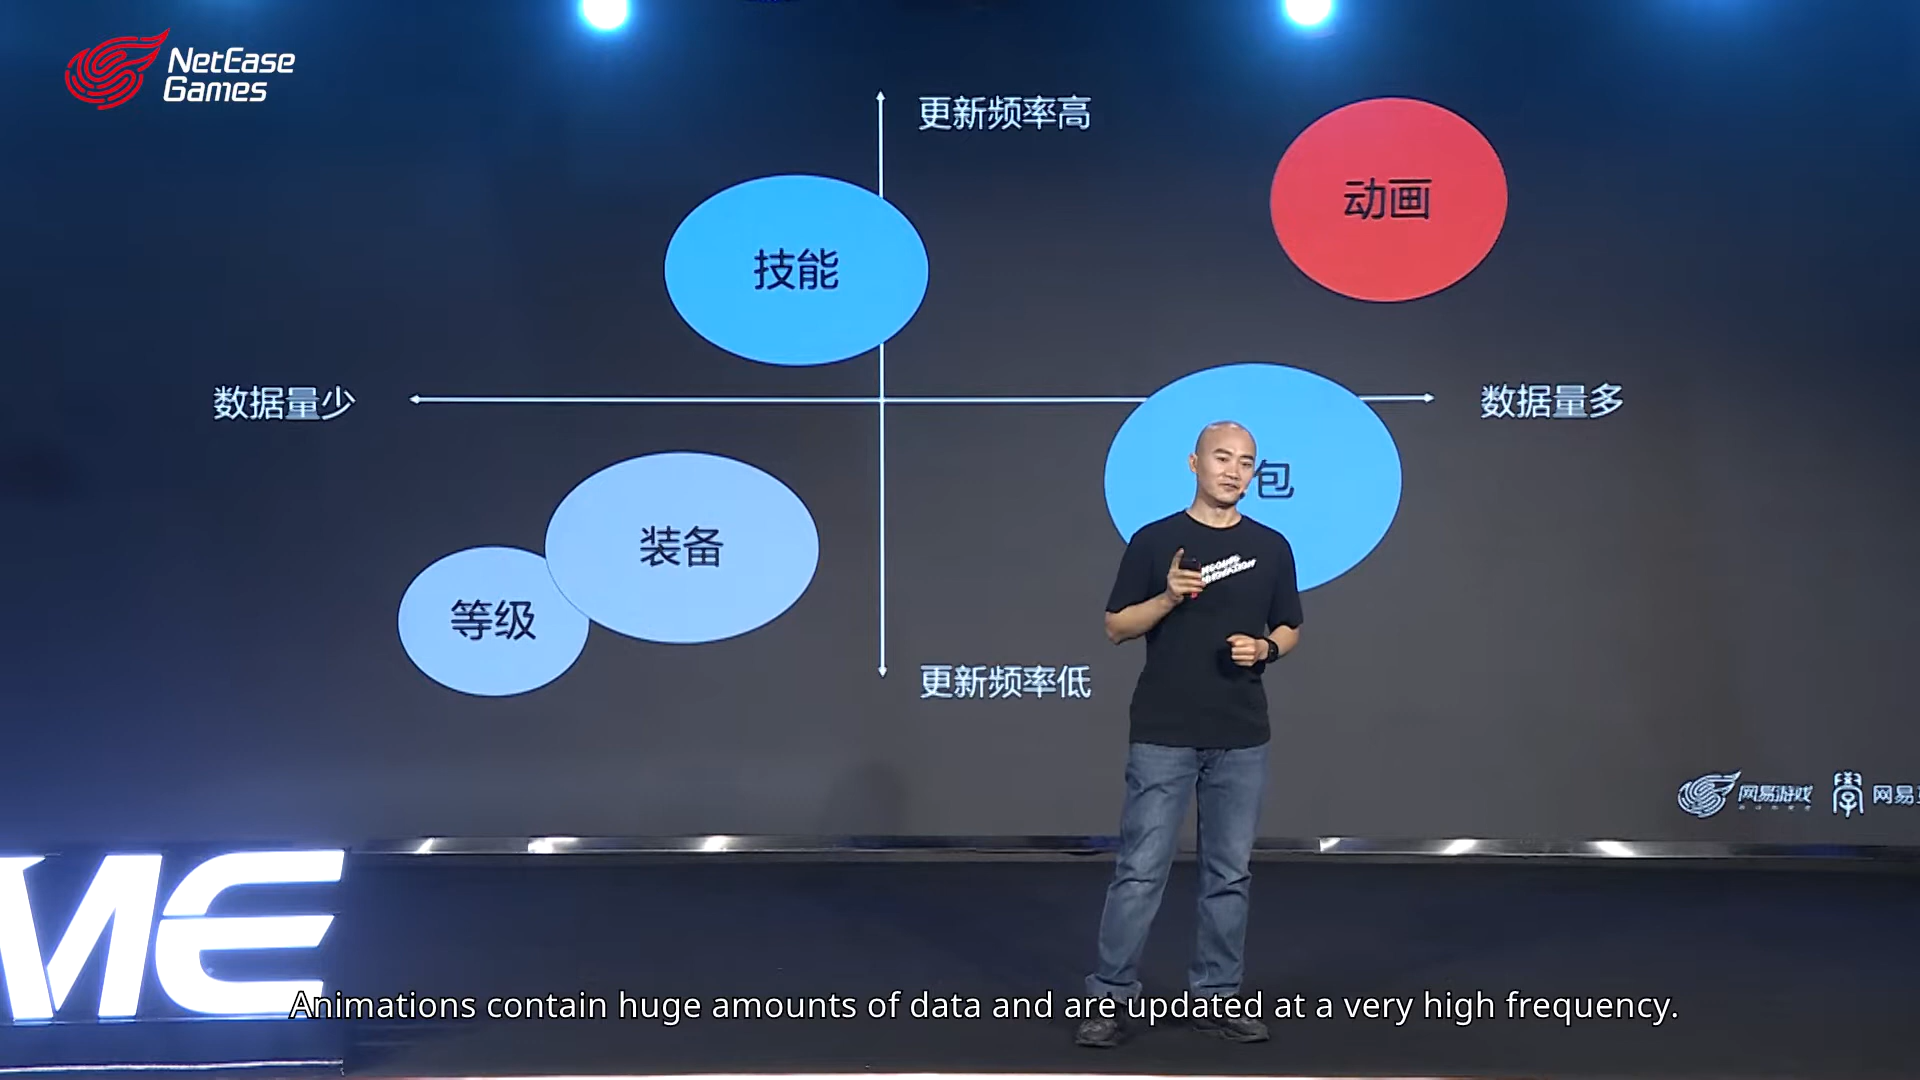 NetEase
Games
更新频率高
动画
技能
数据量少
数据量多
包
装备
等级
更新频率低
网易游戏
网易
ME
Animations contain huge amounts of data and are updated at a very high frequency.